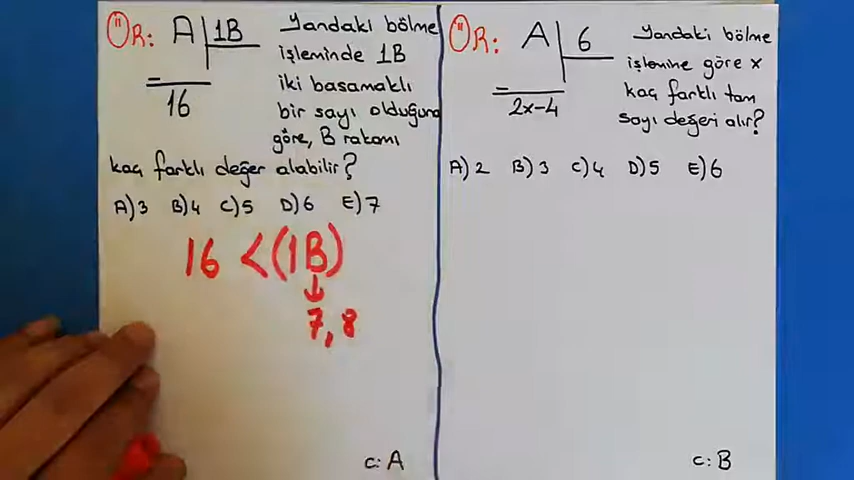 ÖR: A 1B Yandaki bölme
işleminde 1B
16 iki basamaklı
bir sayı olduğuna
göre, B rakamı
kaç farklı değer alabilir?
A)3 B)4 C)5 D)6 E)7
16 < (1B)
↓
7, 8
C: A
ÖR: A 6 Yandaki bölme
işlemine göre x
2x-4 kaç farklı tam
sayı değeri alır?
A)2 B)3 C)4 D)5 E)6
C: B